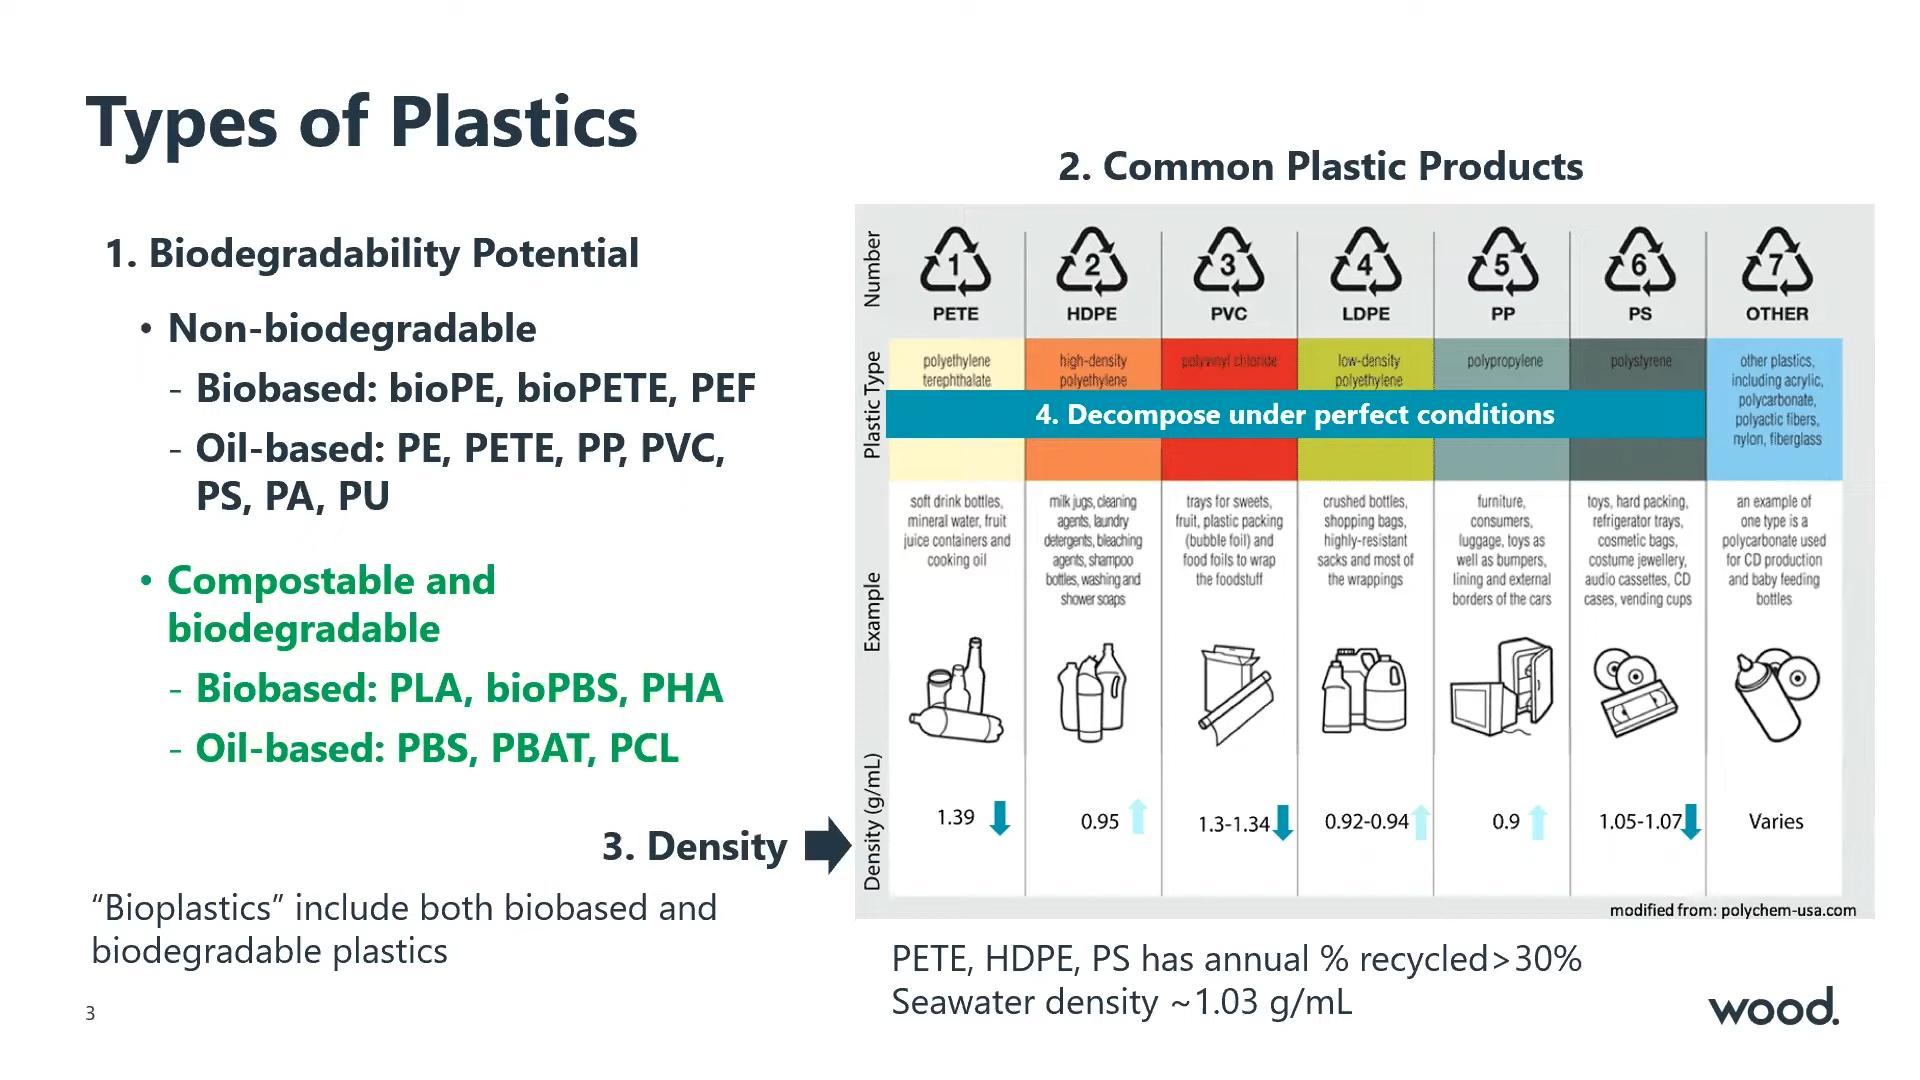 Types of Plastics
1. Biodegradability Potential
• Non-biodegradable
- Biobased: bioPE, bioPETE, PEF
- Oil-based: PE, PETE, PP, PVC,
PS, PA, PU
• Compostable and
biodegradable
- Biobased: PLA, bioPBS, PHA
- Oil-based: PBS, PBAT, PCL
3. Density
“Bioplastics” include both biobased and
biodegradable plastics
3
2. Common Plastic Products
Number
1
PETE
2
HDPE
3
PVC
4
LDPE
5
PP
6
PS
7
OTHER
Plastic Type
polyethylene
terephthalate
high-density
polyethylene
polyvinyl chloride
low-density
polyethylene
polypropylene
polystyrene
other plastics,
including acrylic,
polycarbonate,
polyactic fibers,
nylon, fiberglass
4. Decompose under perfect conditions
Example
soft drink bottles,
mineral water, fruit
juice containers and
cooking oil
milk jugs, cleaning
agents, laundry
detergents, bleaching
agents, shampoo
bottles, washing and
shower soaps
trays for sweets,
fruit, plastic packing
(bubble foil) and
food foils to wrap
the foodstuff
crushed bottles,
shopping bags,
highly-resistant
sacks and most of
the wrappings
furniture,
consumers,
luggage, toys as
well as bumpers,
lining and external
borders of the cars
toys, hard packing,
refrigerator trays,
cosmetic bags,
costume jewellery,
audio cassettes, CD
cases, vending cups
an example of
one type is a
polycarbonate used
for CD production
and baby feeding
bottles
Density (g/mL)
1.39
0.95
1.3-1.34
0.92-0.94
0.9
1.05-1.07
Varies
modified from: polychem-usa.com
PETE, HDPE, PS has annual % recycled>30%
Seawater density ~1.03 g/mL
wood.